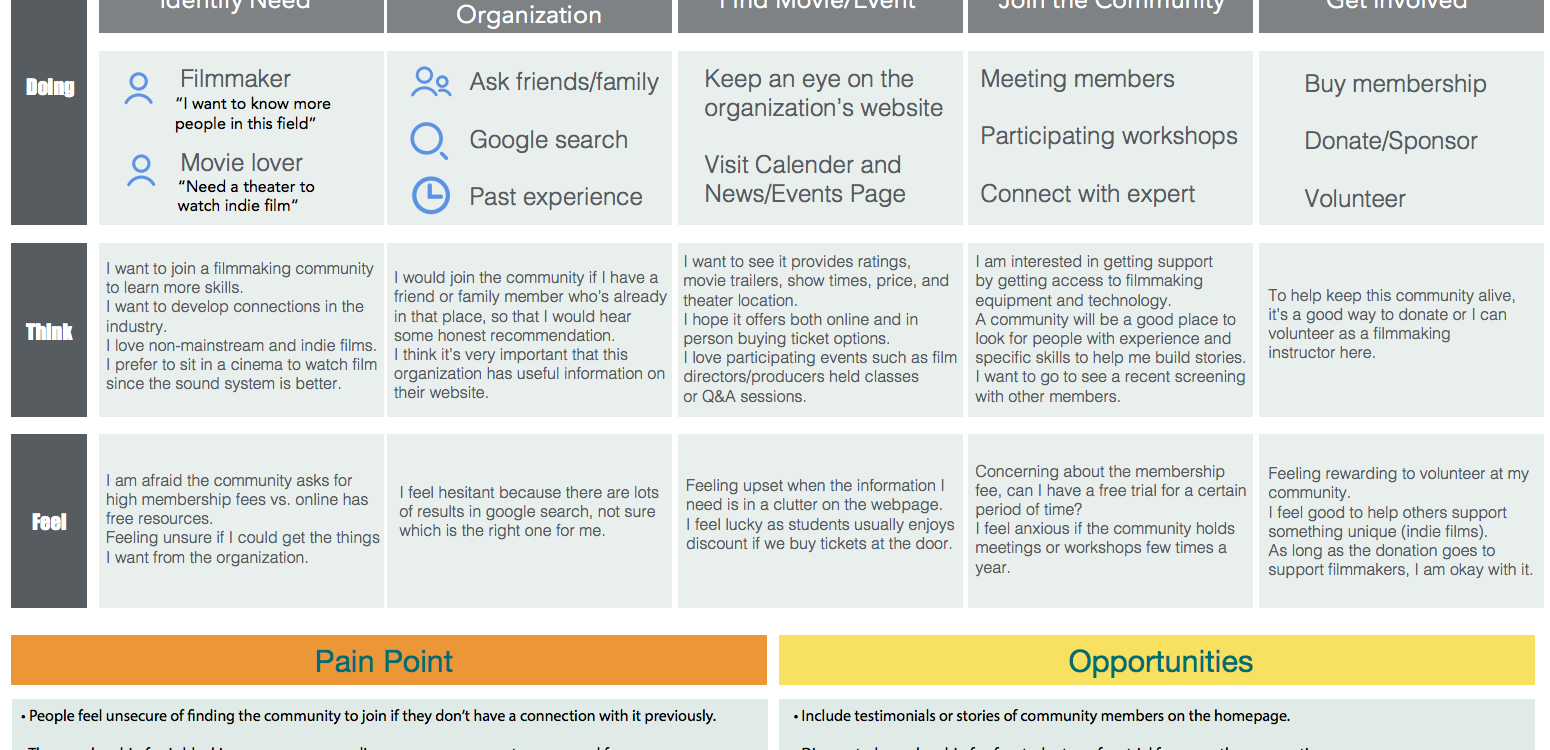 Identify Need
Organization
Find Movie/Event
Join the Community
Get Involved
Doing
Filmmaker
“I want to know more
people in this field”
Movie lover
“Need a theater to
watch indie film”
Ask friends/family
Google search
Past experience
Keep an eye on the
organization’s website
Visit Calender and
News/Events Page
Meeting members
Participating workshops
Connect with expert
Buy membership
Donate/Sponsor
Volunteer
Think
I want to join a filmmaking community
to learn more skills.
I want to develop connections in the
industry.
I love non-mainstream and indie films.
I prefer to sit in a cinema to watch film
since the sound system is better.
I would join the community if I have a
friend or family member who’s already
in that place, so that I would hear
some honest recommendation.
I think it’s very important that this
organization has useful information on
their website.
I want to see it provides ratings,
movie trailers, show times, price, and
theater location.
I hope it offers both online and in
person buying ticket options.
I love participating events such as film
directors/producers held classes
or Q&A sessions.
I am interested in getting support
by getting access to filmmaking
equipment and technology.
A community will be a good place to
look for people with experience and
specific skills to help me build stories.
I want to go to see a recent screening
with other members.
To help keep this community alive,
it’s a good way to donate or I can
volunteer as a filmmaking
instructor here.
Feel
I am afraid the community asks for
high membership fees vs. online has
free resources.
Feeling unsure if I could get the things
I want from the organization.
I feel hesitant because there are lots
of results in google search, not sure
which is the right one for me.
Feeling upset when the information I
need is in a clutter on the webpage.
I feel lucky as students usually enjoys
discount if we buy tickets at the door.
Concerning about the membership
fee, can I have a free trial for a certain
period of time?
I feel anxious if the community holds
meetings or workshops few times a
year.
Feeling rewarding to volunteer at my
community.
I feel good to help others support
something unique (indie films).
As long as the donation goes to
support filmmakers, I am okay with it.
Pain Point
Opportunities
• People feel unsecure of finding the community to join if they don’t have a connection with it previously.
• Include testimonials or stories of community members on the homepage.